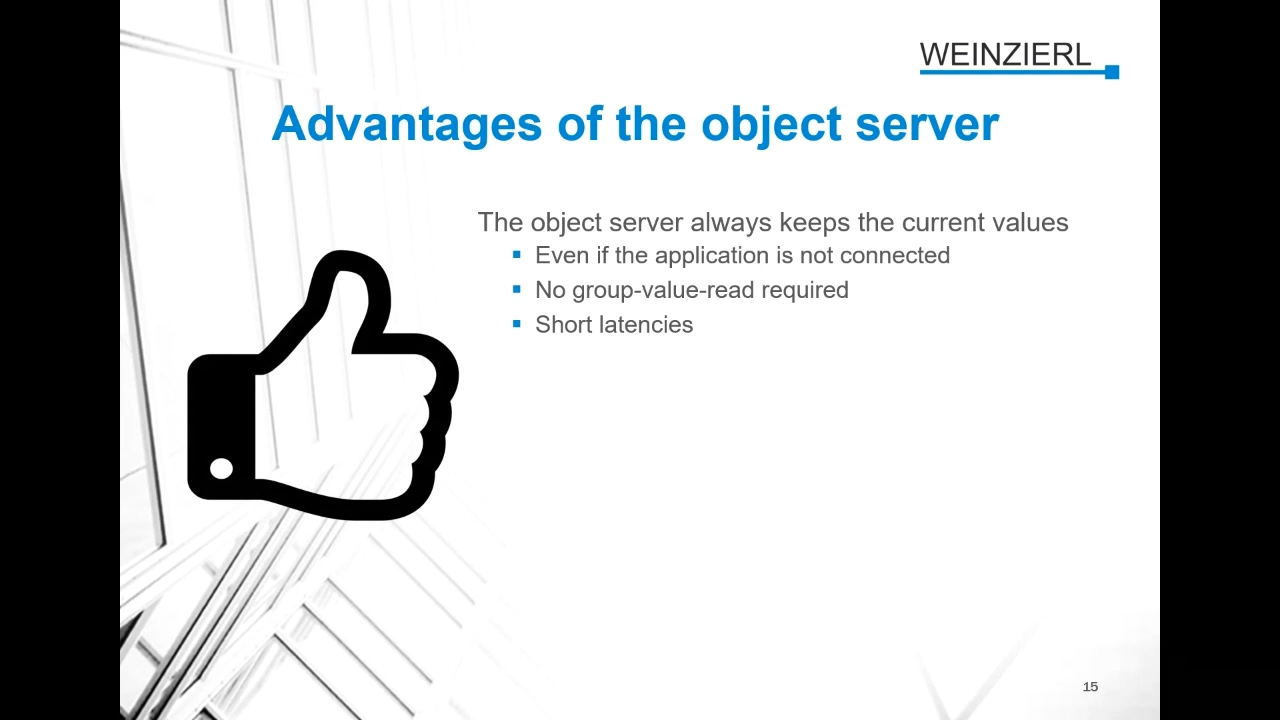 WEINZIERL
Advantages of the object server
The object server always keeps the current values
Even if the application is not connected
No group-value-read required
Short latencies
15